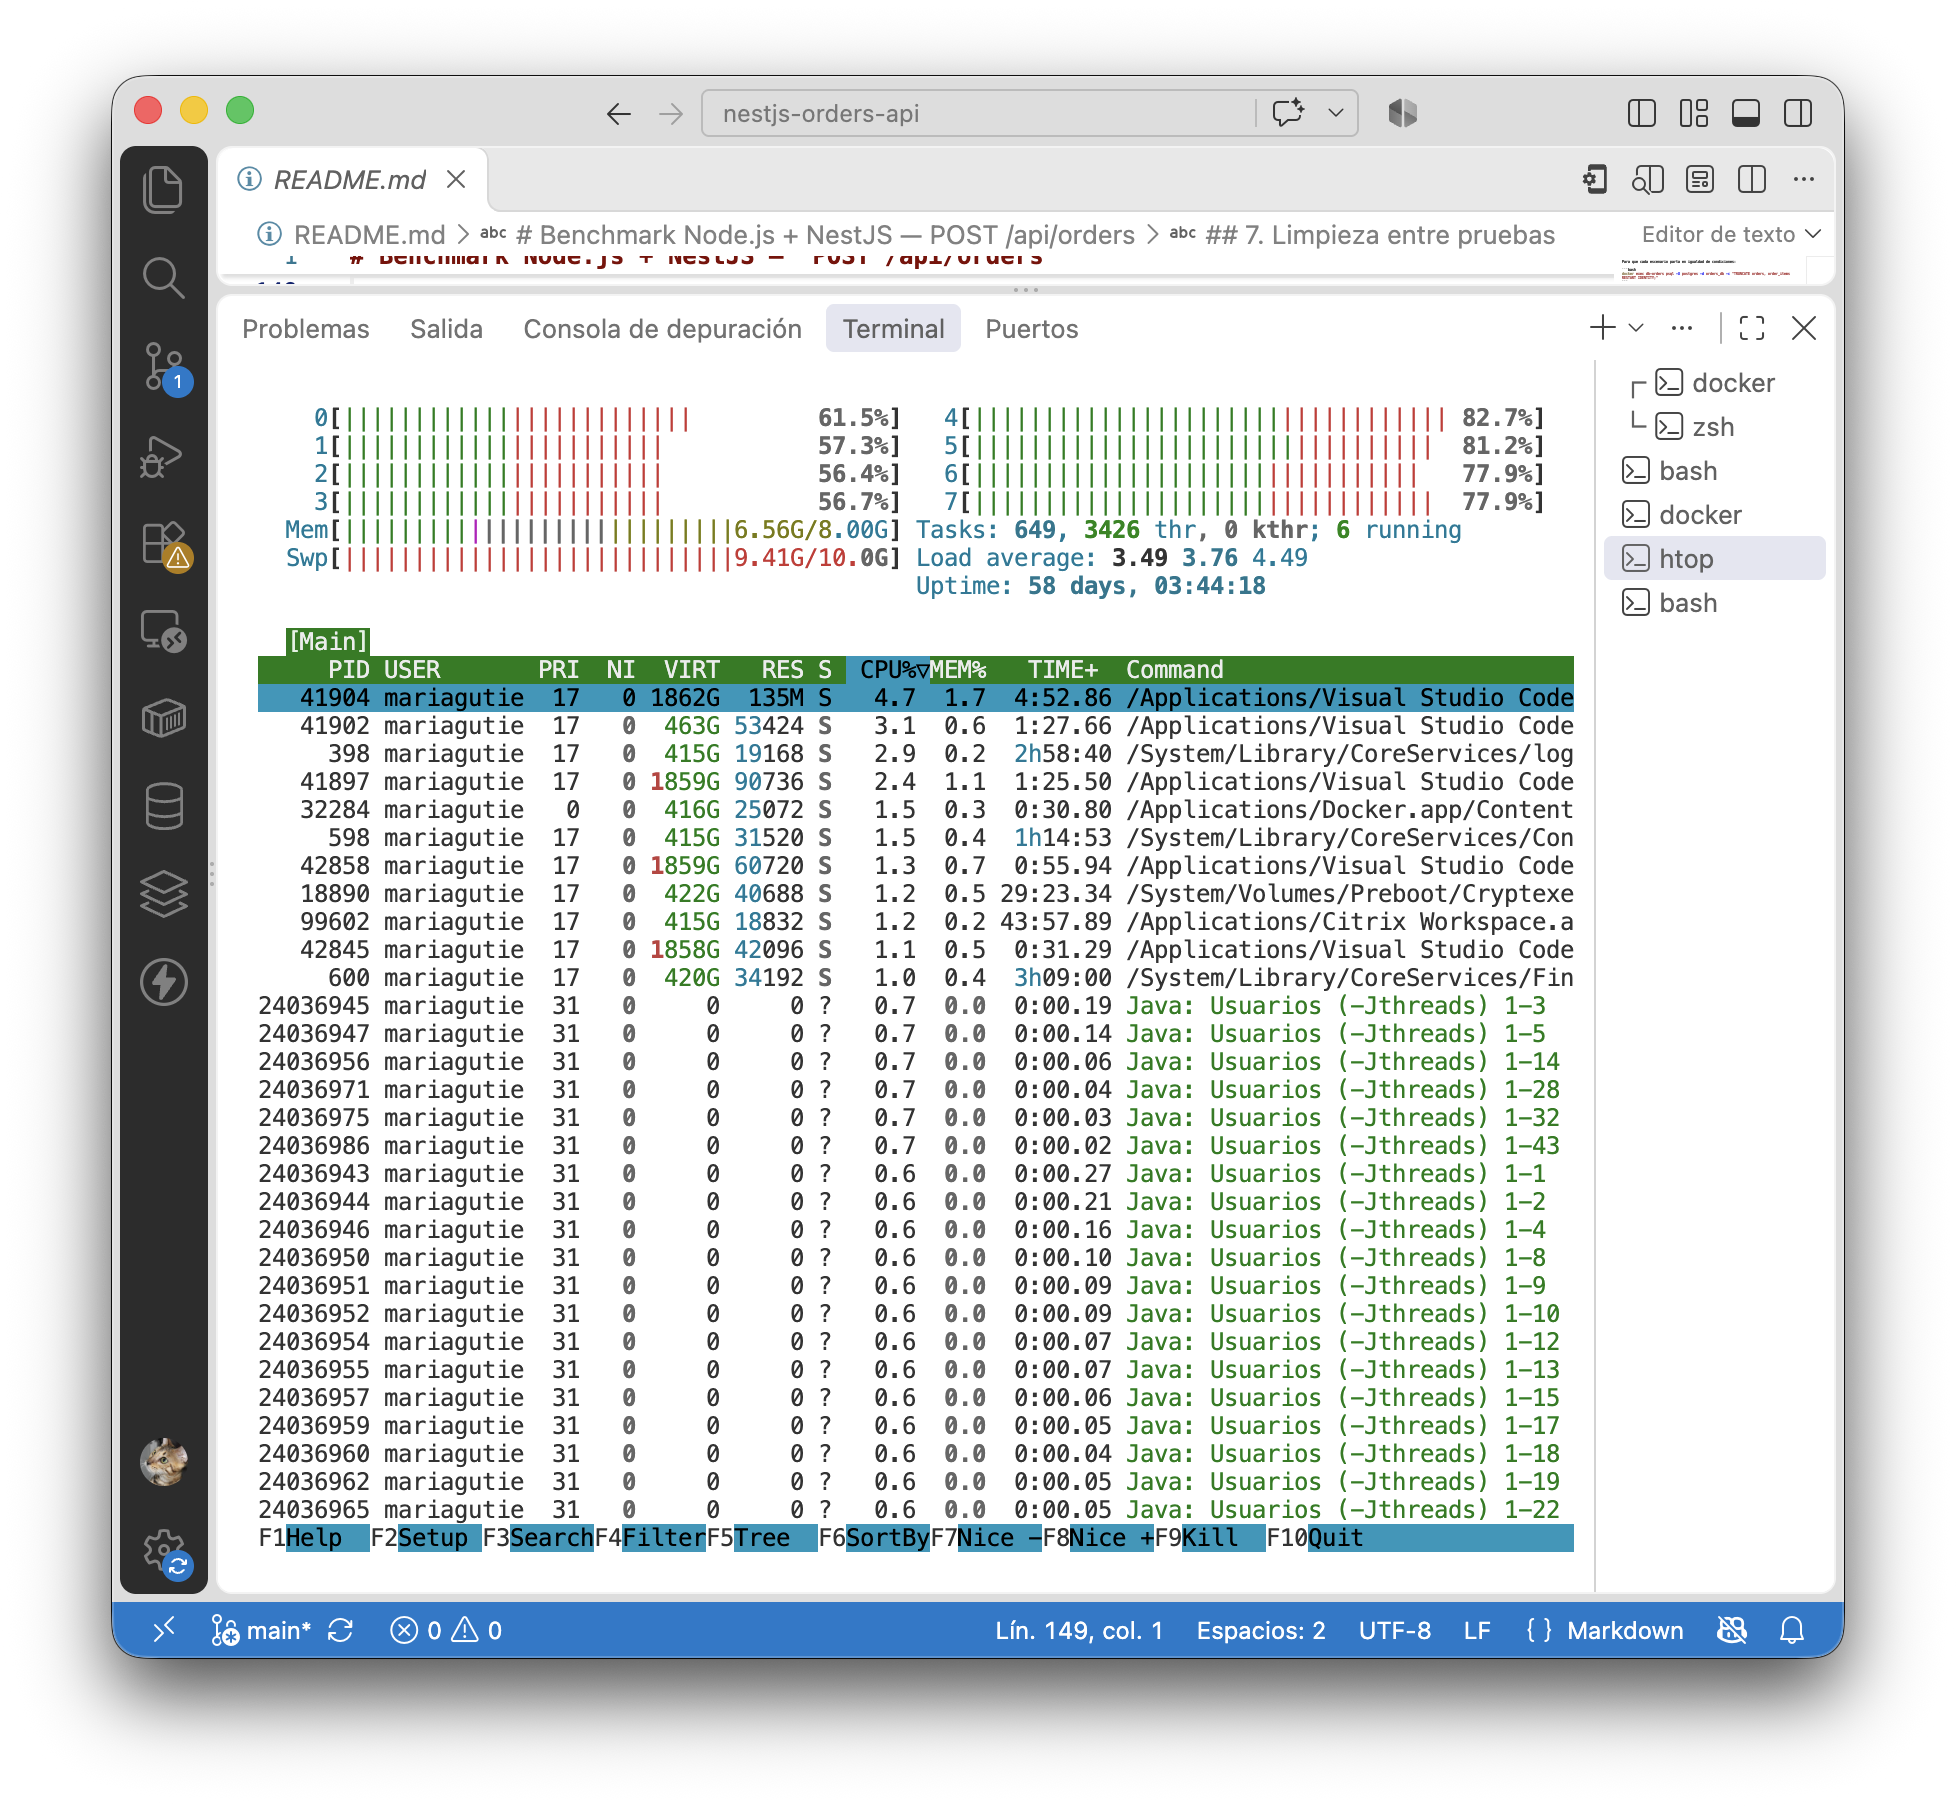 nestjs-orders-api
README.md
README.md > # Benchmark Node.js + NestJS — POST /api/orders > ## 7. Limpieza entre pruebas
Editor de texto
1 # Benchmark Node.js + NestJS — `POST /api/orders`
Problemas Salida Consola de depuración Terminal Puertos
0[ 61.5%] 4[ 82.7%]
1[ 57.3%] 5[ 81.2%]
2[ 56.4%] 6[ 77.9%]
3[ 56.7%] 7[ 77.9%]
Mem[ 6.56G/8.00G] Tasks: 649, 3426 thr, 0 kthr; 6 running
Swp[ 9.41G/10.0G] Load average: 3.49 3.76 4.49
Uptime: 58 days, 03:44:18
[Main]
PID USER PRI NI VIRT RES S CPU%▽MEM% TIME+ Command
41904 mariagutie 17 0 1862G 135M S 4.7 1.7 4:52.86 /Applications/Visual Studio Code
41902 mariagutie 17 0 463G 53424 S 3.1 0.6 1:27.66 /Applications/Visual Studio Code
398 mariagutie 17 0 415G 19168 S 2.9 0.2 2h58:40 /System/Library/CoreServices/log
41897 mariagutie 17 0 1859G 90736 S 2.4 1.1 1:25.50 /Applications/Visual Studio Code
32284 mariagutie 0 0 416G 25072 S 1.5 0.3 0:30.80 /Applications/Docker.app/Content
598 mariagutie 17 0 415G 31520 S 1.5 0.4 1h14:53 /System/Library/CoreServices/Con
42858 mariagutie 17 0 1859G 60720 S 1.3 0.7 0:55.94 /Applications/Visual Studio Code
18890 mariagutie 17 0 422G 40688 S 1.2 0.5 29:23.34 /System/Volumes/Preboot/Cryptexe
99602 mariagutie 17 0 415G 18832 S 1.2 0.2 43:57.89 /Applications/Citrix Workspace.a
42845 mariagutie 17 0 1858G 42096 S 1.1 0.5 0:31.29 /Applications/Visual Studio Code
600 mariagutie 17 0 420G 34192 S 1.0 0.4 3h09:00 /System/Library/CoreServices/Fin
24036945 mariagutie 31 0 0 0 ? 0.7 0.0 0:00.19 Java: Usuarios (-Jthreads) 1-3
24036947 mariagutie 31 0 0 0 ? 0.7 0.0 0:00.14 Java: Usuarios (-Jthreads) 1-5
24036956 mariagutie 31 0 0 0 ? 0.7 0.0 0:00.06 Java: Usuarios (-Jthreads) 1-14
24036971 mariagutie 31 0 0 0 ? 0.7 0.0 0:00.04 Java: Usuarios (-Jthreads) 1-28
24036975 mariagutie 31 0 0 0 ? 0.7 0.0 0:00.03 Java: Usuarios (-Jthreads) 1-32
24036986 mariagutie 31 0 0 0 ? 0.7 0.0 0:00.02 Java: Usuarios (-Jthreads) 1-43
24036943 mariagutie 31 0 0 0 ? 0.6 0.0 0:00.27 Java: Usuarios (-Jthreads) 1-1
24036944 mariagutie 31 0 0 0 ? 0.6 0.0 0:00.21 Java: Usuarios (-Jthreads) 1-2
24036946 mariagutie 31 0 0 0 ? 0.6 0.0 0:00.16 Java: Usuarios (-Jthreads) 1-4
24036950 mariagutie 31 0 0 0 ? 0.6 0.0 0:00.10 Java: Usuarios (-Jthreads) 1-8
24036951 mariagutie 31 0 0 0 ? 0.6 0.0 0:00.09 Java: Usuarios (-Jthreads) 1-9
24036952 mariagutie 31 0 0 0 ? 0.6 0.0 0:00.09 Java: Usuarios (-Jthreads) 1-10
24036954 mariagutie 31 0 0 0 ? 0.6 0.0 0:00.07 Java: Usuarios (-Jthreads) 1-12
24036955 mariagutie 31 0 0 0 ? 0.6 0.0 0:00.07 Java: Usuarios (-Jthreads) 1-13
24036957 mariagutie 31 0 0 0 ? 0.6 0.0 0:00.06 Java: Usuarios (-Jthreads) 1-15
24036959 mariagutie 31 0 0 0 ? 0.6 0.0 0:00.05 Java: Usuarios (-Jthreads) 1-17
24036960 mariagutie 31 0 0 0 ? 0.6 0.0 0:00.04 Java: Usuarios (-Jthreads) 1-18
24036962 mariagutie 31 0 0 0 ? 0.6 0.0 0:00.05 Java: Usuarios (-Jthreads) 1-19
24036965 mariagutie 31 0 0 0 ? 0.6 0.0 0:00.05 Java: Usuarios (-Jthreads) 1-22
F1Help F2Setup F3SearchF4FilterF5Tree F6SortByF7Nice -F8Nice +F9Kill F10Quit
docker
zsh
bash
docker
htop
bash
1
main* 0 0 Lín. 149, col. 1 Espacios: 2 UTF-8 LF { } Markdown